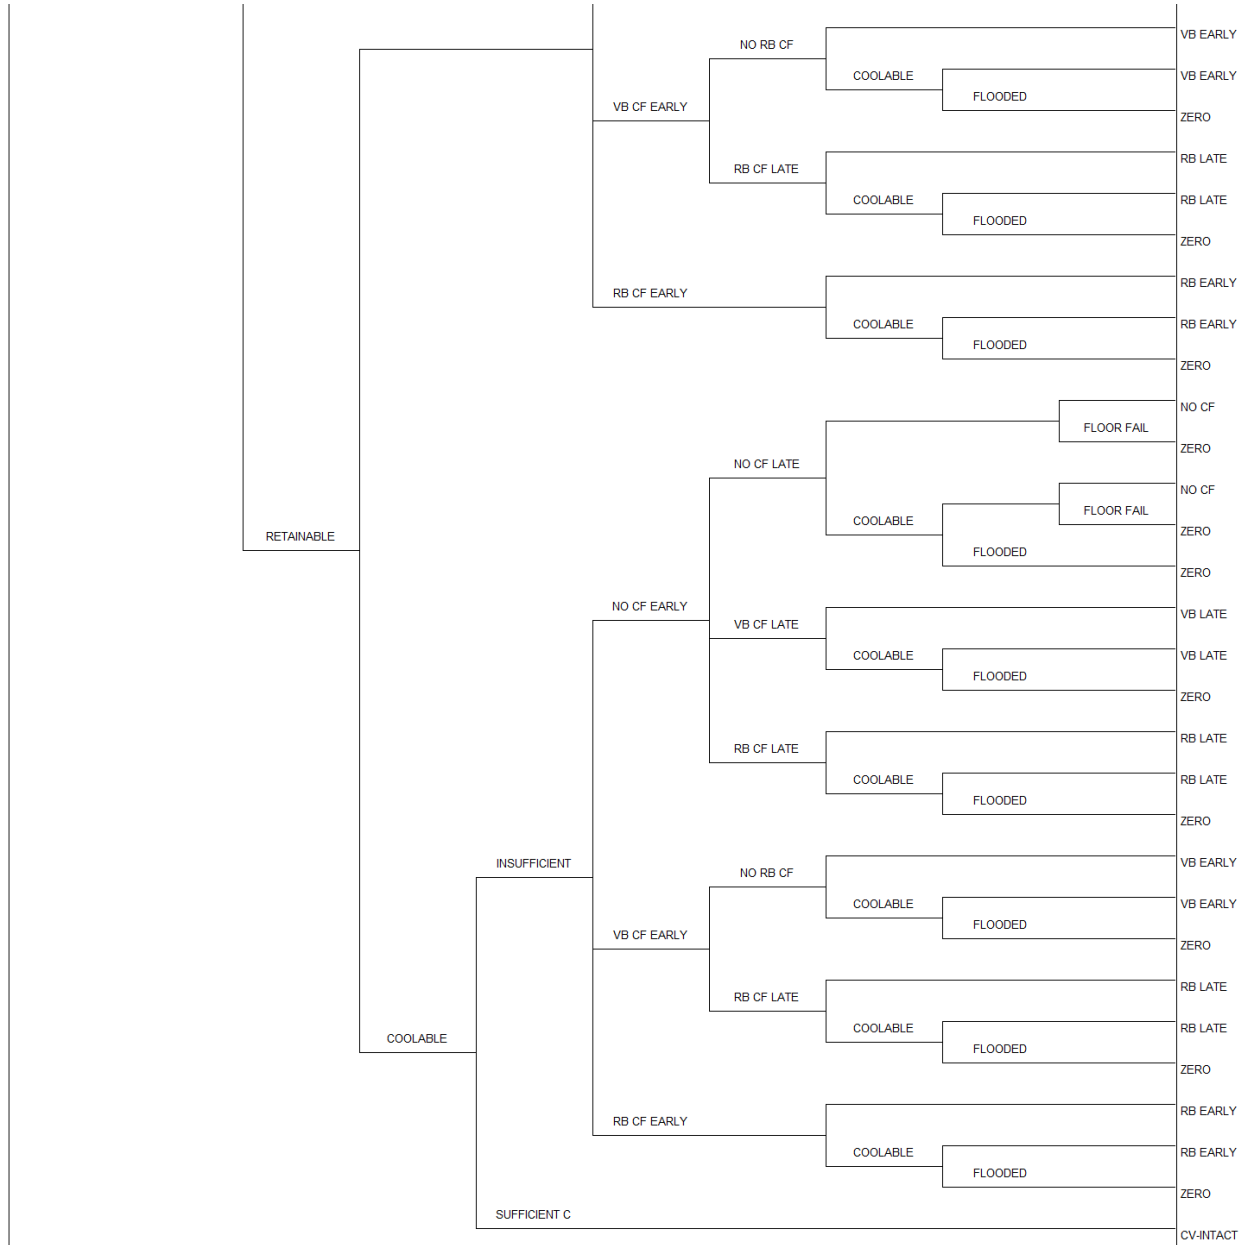 VB EARLY
NO RB CF
COOLABLE
VB EARLY
FLOODED
VB CF EARLY
ZERO
RB LATE
RB CF LATE
COOLABLE
RB LATE
FLOODED
ZERO
RB EARLY
RB CF EARLY
COOLABLE
RB EARLY
FLOODED
ZERO
NO CF
FLOOR FAIL
ZERO
NO CF LATE
NO CF
FLOOR FAIL
COOLABLE
ZERO
RETAINABLE
FLOODED
ZERO
NO CF EARLY
VB LATE
VB CF LATE
COOLABLE
VB LATE
FLOODED
ZERO
RB LATE
RB CF LATE
COOLABLE
RB LATE
FLOODED
ZERO
INSUFFICIENT
VB EARLY
NO RB CF
COOLABLE
VB EARLY
FLOODED
VB CF EARLY
ZERO
RB LATE
RB CF LATE
COOLABLE
RB LATE
COOLABLE
FLOODED
ZERO
RB EARLY
RB CF EARLY
COOLABLE
RB EARLY
FLOODED
ZERO
SUFFICIENT C
CV-INTACT